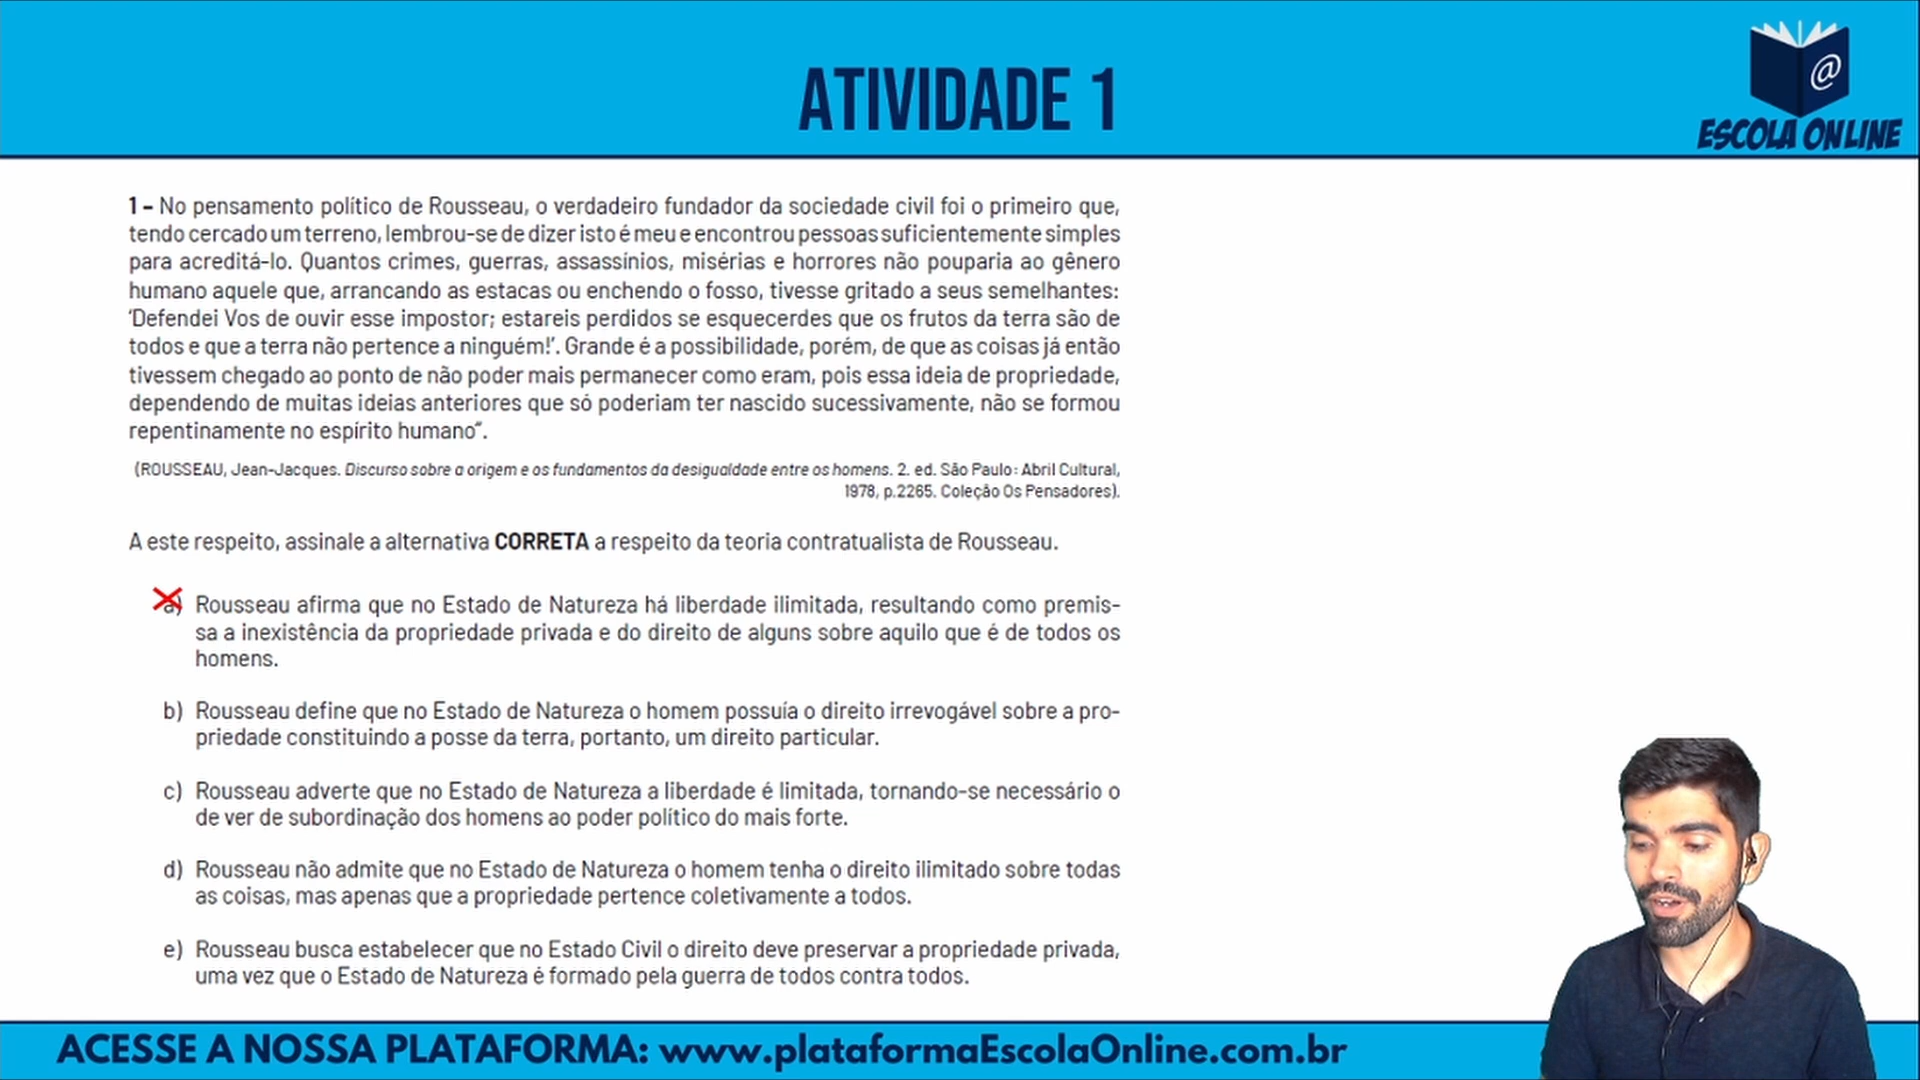 ATIVIDADE 1
@
ESCOLA ONLINE
1 – No pensamento político de Rousseau, o verdadeiro fundador da sociedade civil foi o primeiro que,
tendo cercado um terreno, lembrou-se de dizer isto é meu e encontrou pessoas suficientemente simples
para acreditá-lo. Quantos crimes, guerras, assassínios, misérias e horrores não pouparia ao gênero
humano aquele que, arrancando as estacas ou enchendo o fosso, tivesse gritado a seus semelhantes:
‘Defendei Vos de ouvir esse impostor; estareis perdidos se esquecerdes que os frutos da terra são de
todos e que a terra não pertence a ninguém!’. Grande é a possibilidade, porém, de que as coisas já então
tivessem chegado ao ponto de não poder mais permanecer como eram, pois essa ideia de propriedade,
dependendo de muitas ideias anteriores que só poderiam ter nascido sucessivamente, não se formou
repentinamente no espírito humano”.
(ROUSSEAU, Jean-Jacques. Discurso sobre a origem e os fundamentos da desigualdade entre os homens. 2. ed. São Paulo: Abril Cultural,
1978, p.2265. Coleção Os Pensadores).
A este respeito, assinale a alternativa CORRETA a respeito da teoria contratualista de Rousseau.
a) Rousseau afirma que no Estado de Natureza há liberdade ilimitada, resultando como premis-
sa a inexistência da propriedade privada e do direito de alguns sobre aquilo que é de todos os
homens.
b) Rousseau define que no Estado de Natureza o homem possuía o direito irrevogável sobre a pro-
priedade constituindo a posse da terra, portanto, um direito particular.
c) Rousseau adverte que no Estado de Natureza a liberdade é limitada, tornando-se necessário o
de ver de subordinação dos homens ao poder político do mais forte.
d) Rousseau não admite que no Estado de Natureza o homem tenha o direito ilimitado sobre todas
as coisas, mas apenas que a propriedade pertence coletivamente a todos.
e) Rousseau busca estabelecer que no Estado Civil o direito deve preservar a propriedade privada,
uma vez que o Estado de Natureza é formado pela guerra de todos contra todos.
ACESSE A NOSSA PLATAFORMA: www.plataformaEscolaOnline.com.br